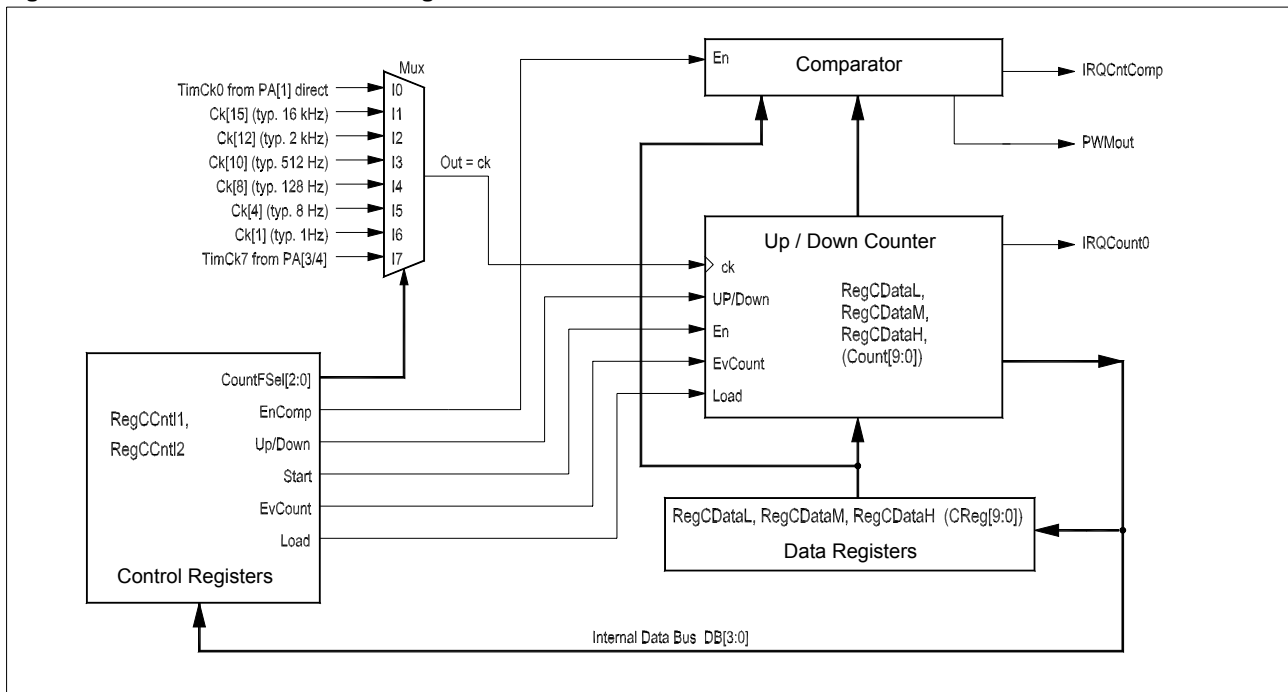 Mux
TimCk0 from PA[1] direct
Ck[15] (typ. 16 kHz)
Ck[12] (typ. 2 kHz)
Ck[10] (typ. 512 Hz)
Ck[8] (typ. 128 Hz)
Ck[4] (typ. 8 Hz)
Ck[1] (typ. 1Hz)
TimCk7 from PA[3/4]
I0
I1
I2
I3
I4
I5
I6
I7
Out = ck
En
Comparator
IRQCntComp
PWMout
Up / Down Counter
IRQCount0
ck
UP/Down
En
EvCount
Load
RegCDataL,
RegCDataM,
RegCDataH,
(Count[9:0])
CountFSel[2:0]
EnComp
Up/Down
Start
EvCount
Load
RegCCntl1,
RegCCntl2
Control Registers
RegCDataL, RegCDataM, RegCDataH (CReg[9:0])
Data Registers
Internal Data Bus DB[3:0]